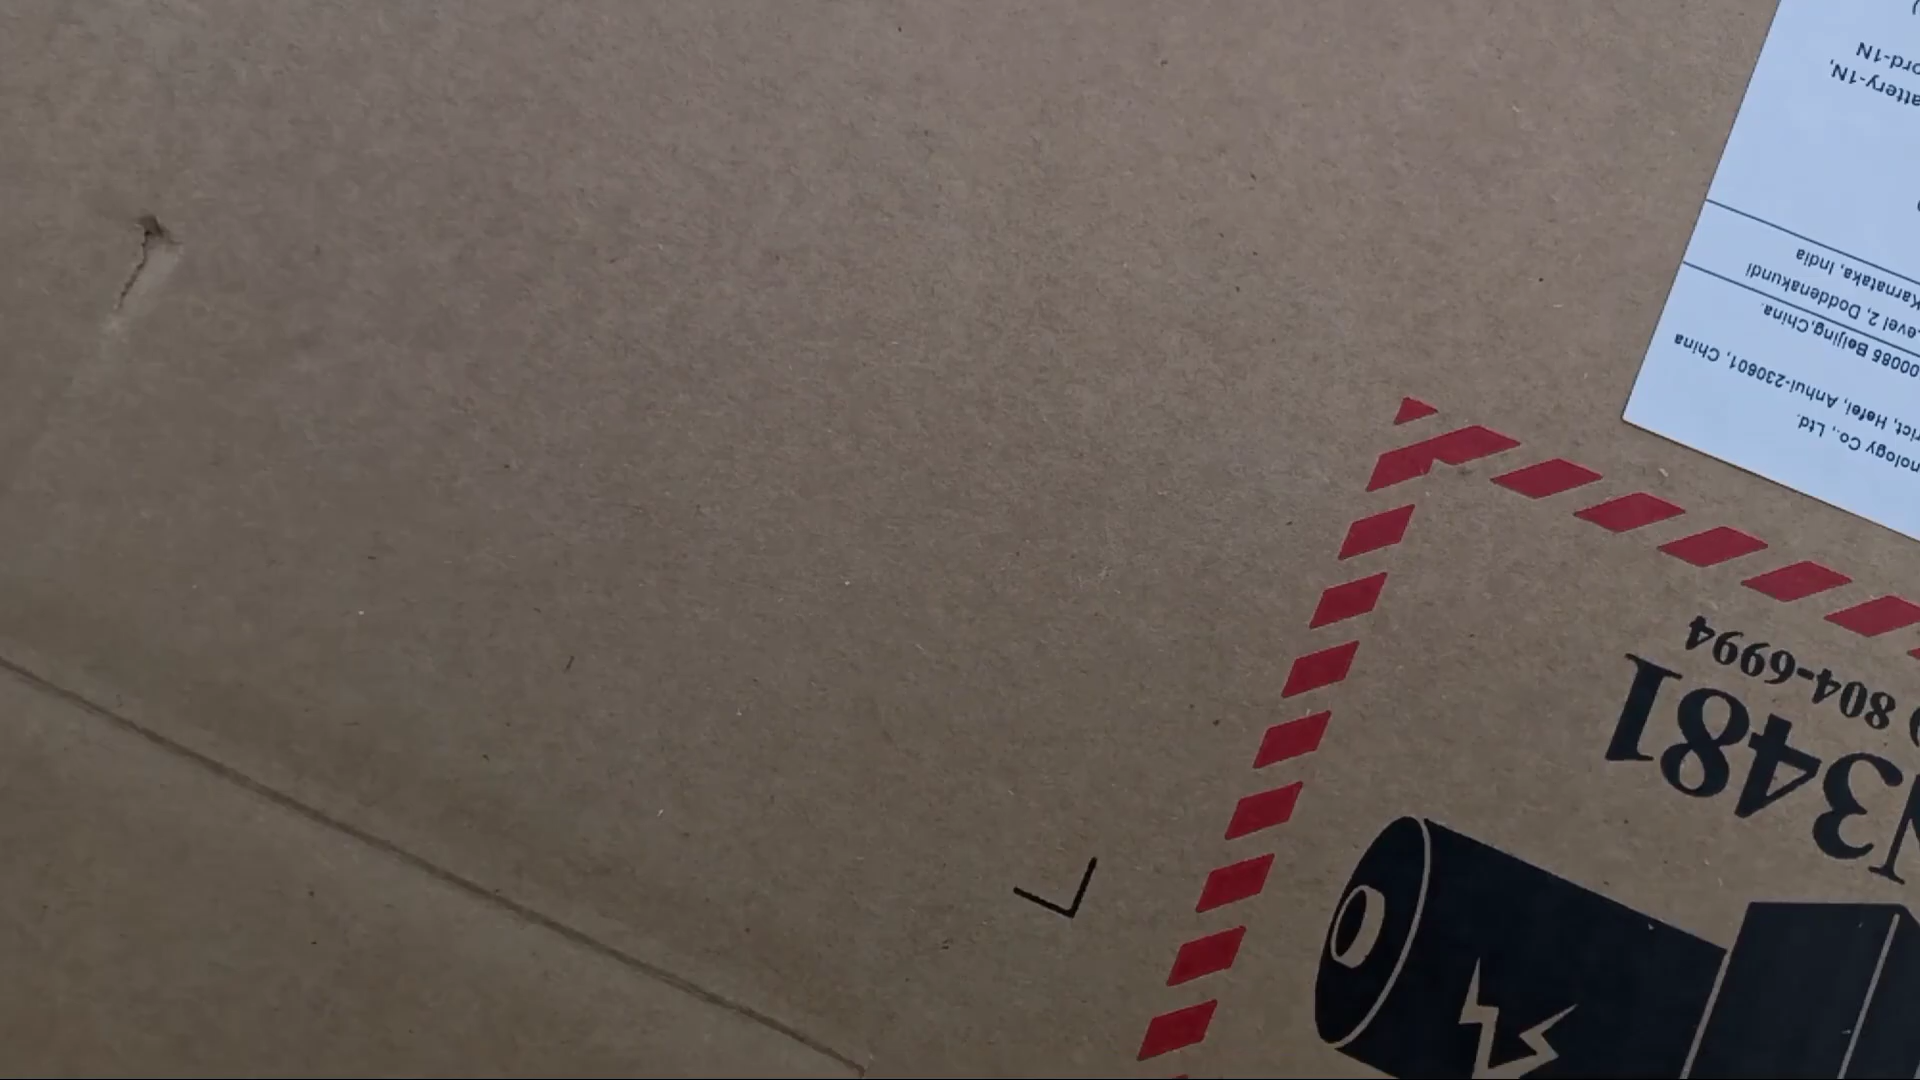 nology Co., Ltd.
rict, Hefei, Anhui-230601, China
00085 Beijing,China.
evel 2, Doddenakundi
Karnataka, India
attery-1N,
ord-1N
)
3481
804-6994